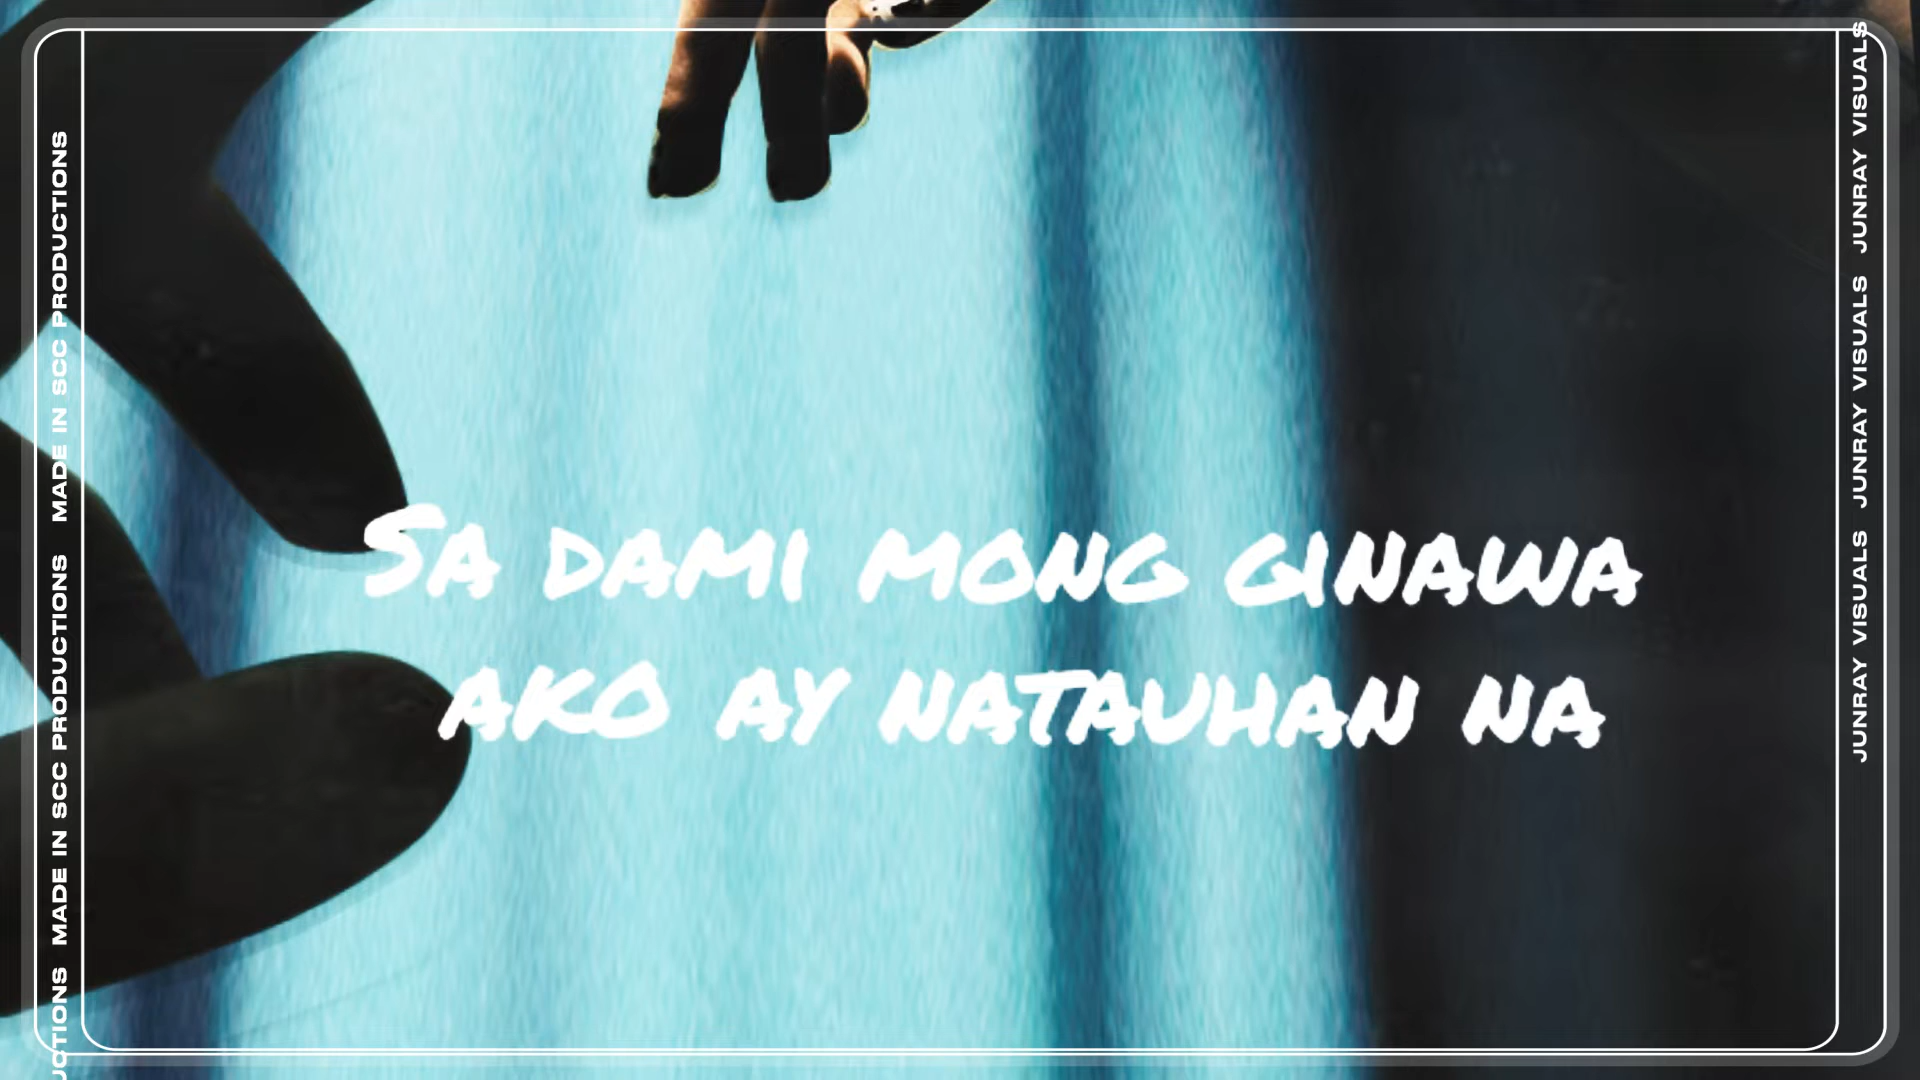 MADE IN SCC PRODUCTIONS
MADE IN SCC PRODUCTIONS
UCTIONS
Sa dami mong ginawa
ako ay natauhan na
JUNRAY VISUALS
JUNRAY VISUALS
JUNRAY VISUALS